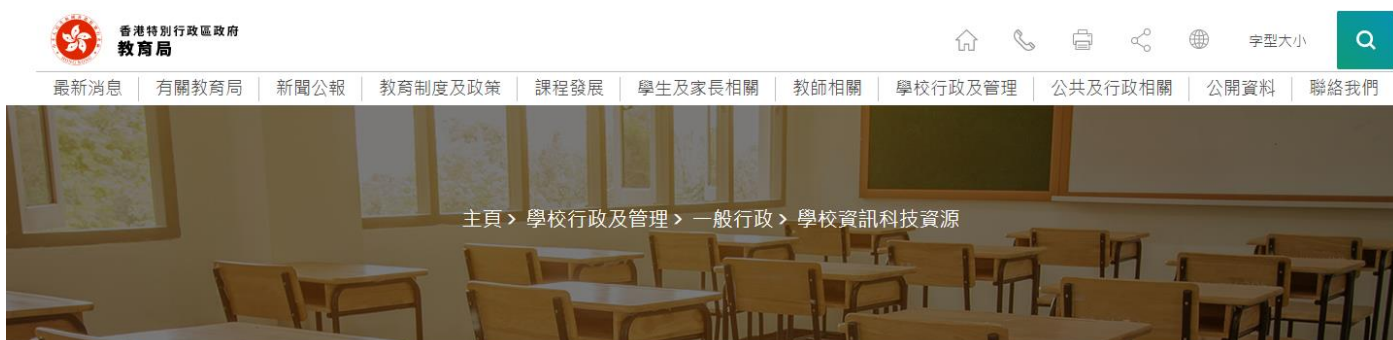 香港特別行政區政府
教育局
字型大小
最新消息 有關教育局 新聞公報 教育制度及政策 課程發展 學生及家長相關 教師相關 學校行政及管理 公共及行政相關 公開資料 聯絡我們
主頁 > 學校行政及管理 > 一般行政 > 學校資訊科技資源